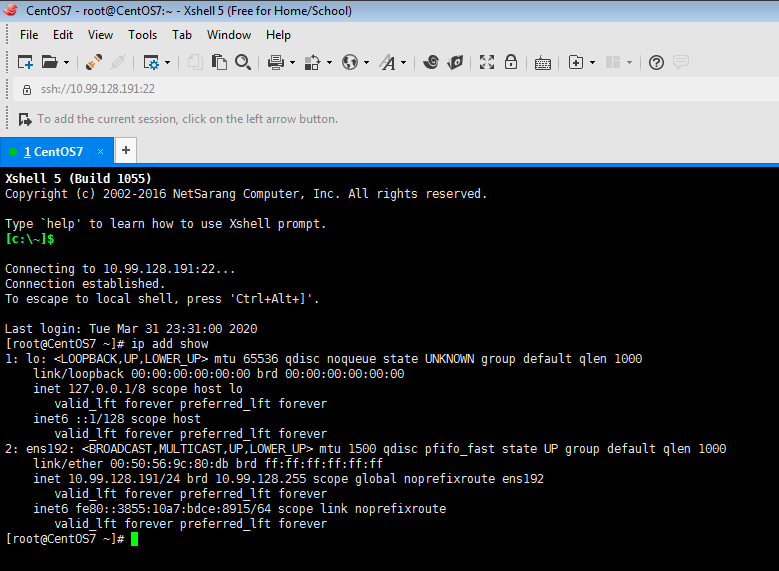 CentOS7 - root@CentOS7:~ - Xshell 5 (Free for Home/School)
File Edit View Tools Tab Window Help
ssh://10.99.128.191:22
To add the current session, click on the left arrow button.
1 CentOS7 × +
Xshell 5 (Build 1055)
Copyright (c) 2002-2016 NetSarang Computer, Inc. All rights reserved.
Type `help' to learn how to use Xshell prompt.
[c:\~]$
Connecting to 10.99.128.191:22...
Connection established.
To escape to local shell, press 'Ctrl+Alt+]'.
Last login: Tue Mar 31 23:31:00 2020
[root@CentOS7 ~]# ip add show
1: lo: <LOOPBACK,UP,LOWER_UP> mtu 65536 qdisc noqueue state UNKNOWN group default qlen 1000
    link/loopback 00:00:00:00:00:00 brd 00:00:00:00:00:00
    inet 127.0.0.1/8 scope host lo
       valid_lft forever preferred_lft forever
    inet6 ::1/128 scope host
       valid_lft forever preferred_lft forever
2: ens192: <BROADCAST,MULTICAST,UP,LOWER_UP> mtu 1500 qdisc pfifo_fast state UP group default qlen 1000
    link/ether 00:50:56:9c:80:db brd ff:ff:ff:ff:ff:ff
    inet 10.99.128.191/24 brd 10.99.128.255 scope global noprefixroute ens192
       valid_lft forever preferred_lft forever
    inet6 fe80::3855:10a7:bdce:8915/64 scope link noprefixroute
       valid_lft forever preferred_lft forever
[root@CentOS7 ~]#